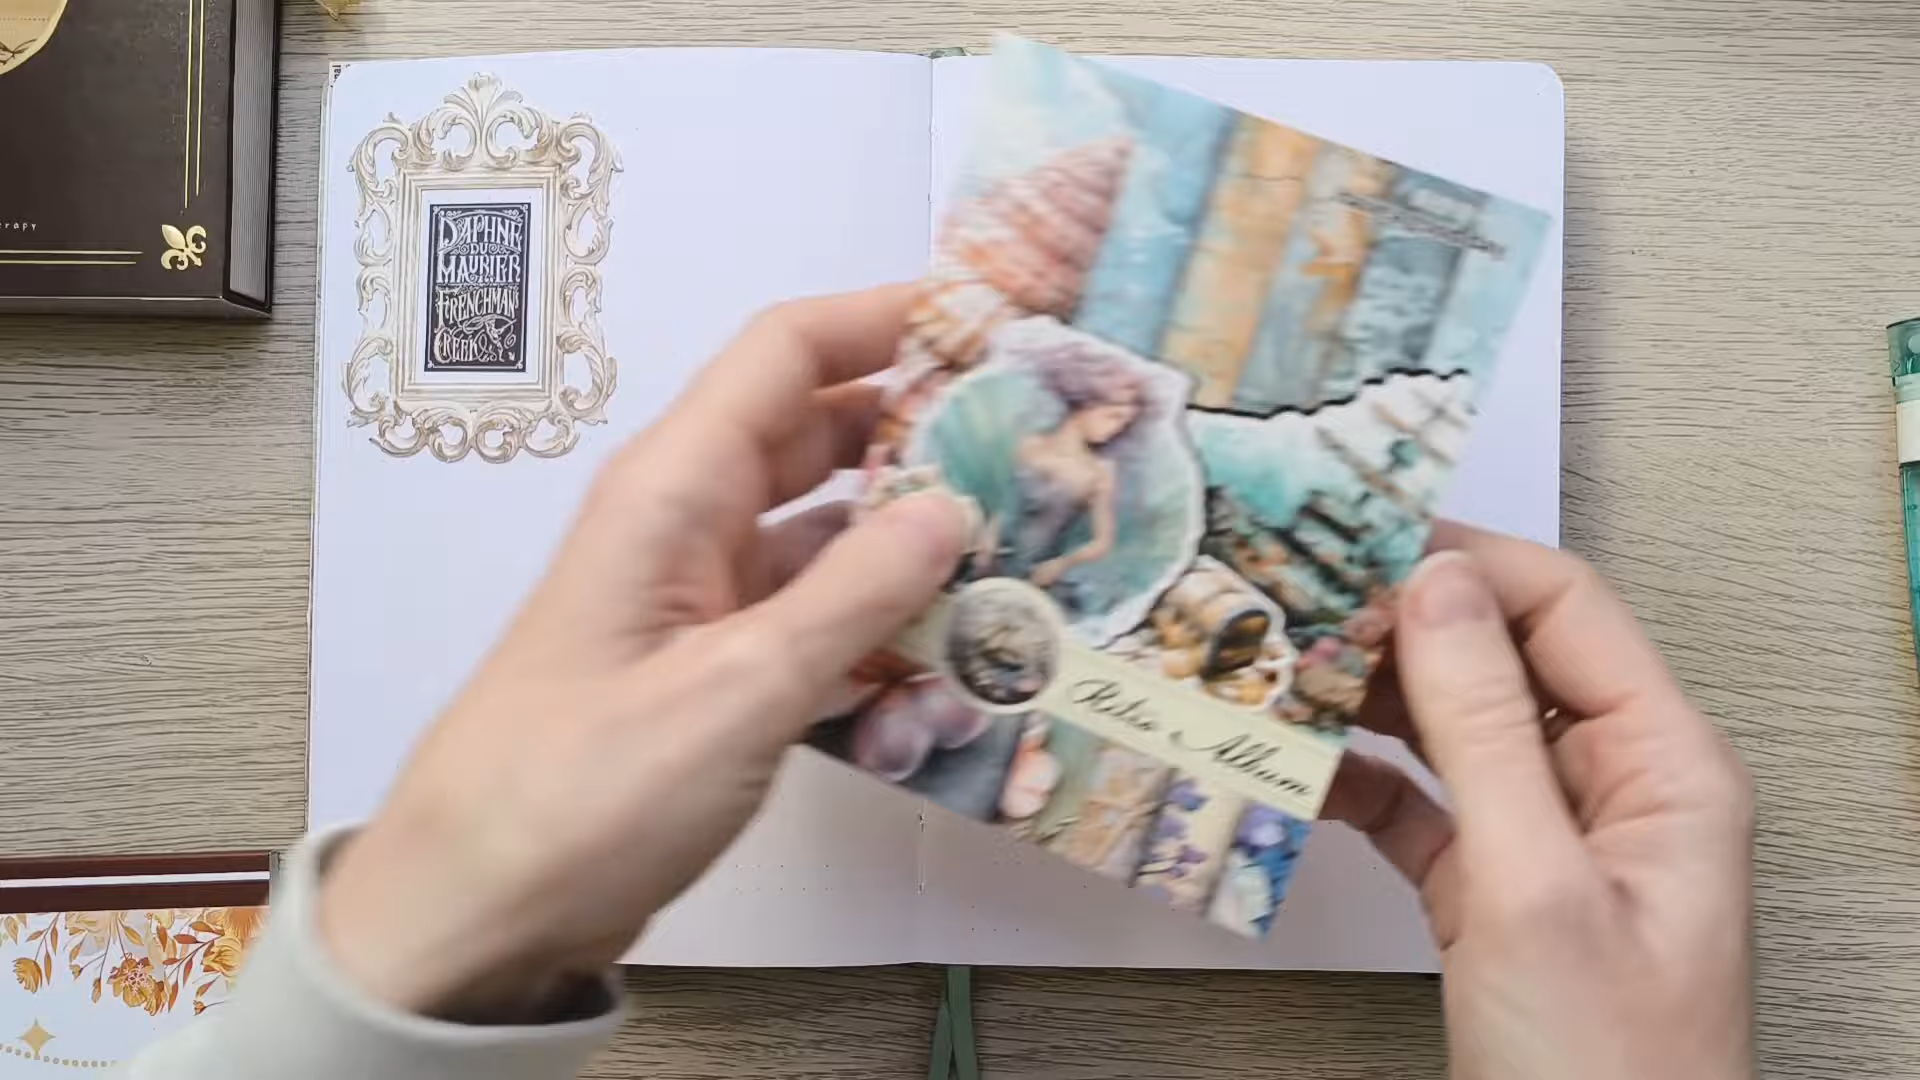 DAPHNE
DU
MAURIER
FRENCHMAN'S
CREEK
Retro Album